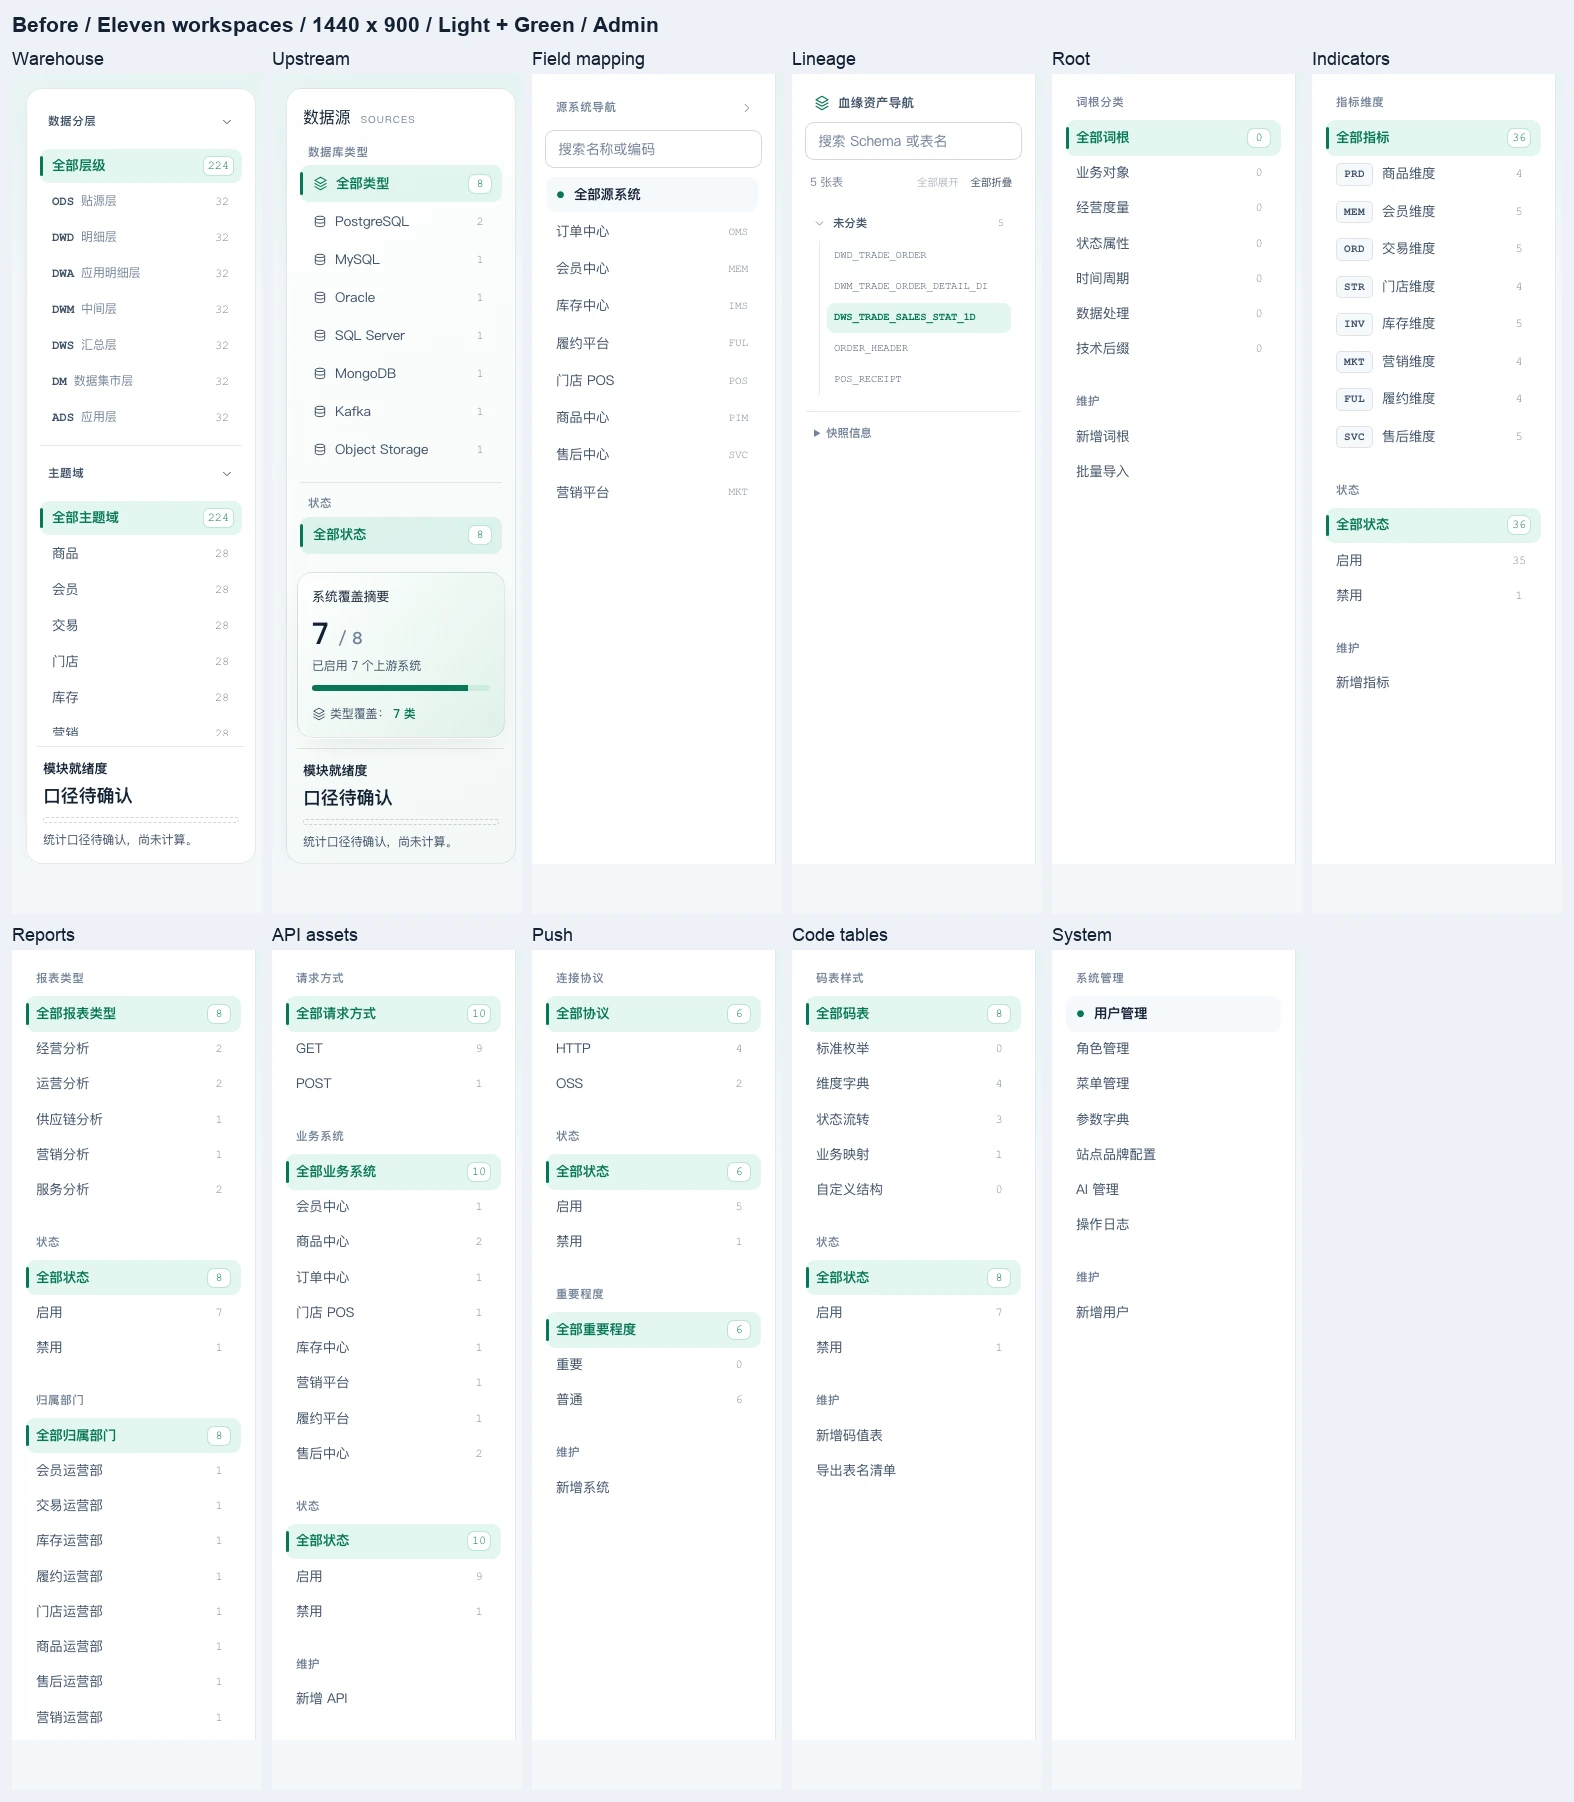 Before / Eleven workspaces / 1440 x 900 / Light + Green / Admin
Warehouse
数据分层
全部层级 224
ODS 贴源层 32
DWD 明细层 32
DWA 应用明细层 32
DWM 中间层 32
DWS 汇总层 32
DM 数据集市层 32
ADS 应用层 32
主题域
全部主题域 224
商品 28
会员 28
交易 28
门店 28
库存 28
营销 28
模块就绪度
口径待确认
统计口径待确认，尚未计算。
Upstream
数据源 SOURCES
数据库类型
全部类型 8
PostgreSQL 2
MySQL 1
Oracle 1
SQL Server 1
MongoDB 1
Kafka 1
Object Storage 1
状态
全部状态 8
系统覆盖摘要
7 / 8
已启用 7 个上游系统
类型覆盖： 7 类
模块就绪度
口径待确认
统计口径待确认，尚未计算。
Field mapping
源系统导航
搜索名称或编码
全部源系统
订单中心 OMS
会员中心 MEM
库存中心 IMS
履约平台 FUL
门店 POS POS
商品中心 PIM
售后中心 SVC
营销平台 MKT
Lineage
血缘资产导航
搜索 Schema 或表名
5 张表 全部展开 全部折叠
未分类 5
DWD_TRADE_ORDER
DWM_TRADE_ORDER_DETAIL_DI
DWS_TRADE_SALES_STAT_1D
ORDER_HEADER
POS_RECEIPT
快照信息
Root
词根分类
全部词根 0
业务对象 0
经营度量 0
状态属性 0
时间周期 0
数据处理 0
技术后缀 0
维护
新增词根
批量导入
Indicators
指标维度
全部指标 36
PRD 商品维度 4
MEM 会员维度 5
ORD 交易维度 5
STR 门店维度 4
INV 库存维度 5
MKT 营销维度 4
FUL 履约维度 4
SVC 售后维度 5
状态
全部状态 36
启用 35
禁用 1
维护
新增指标
Reports
报表类型
全部报表类型 8
经营分析 2
运营分析 2
供应链分析 1
营销分析 1
服务分析 2
状态
全部状态 8
启用 7
禁用 1
归属部门
全部归属部门 8
会员运营部 1
交易运营部 1
库存运营部 1
履约运营部 1
门店运营部 1
商品运营部 1
售后运营部 1
营销运营部 1
API assets
请求方式
全部请求方式 10
GET 9
POST 1
业务系统
全部业务系统 10
会员中心 1
商品中心 2
订单中心 1
门店 POS 1
库存中心 1
营销平台 1
履约平台 1
售后中心 2
状态
全部状态 10
启用 9
禁用 1
维护
新增 API
Push
连接协议
全部协议 6
HTTP 4
OSS 2
状态
全部状态 6
启用 5
禁用 1
重要程度
全部重要程度 6
重要 0
普通 6
维护
新增系统
Code tables
码表样式
全部码表 8
标准枚举 0
维度字典 4
状态流转 3
业务映射 1
自定义结构 0
状态
全部状态 8
启用 7
禁用 1
维护
新增码值表
导出表名清单
System
系统管理
用户管理
角色管理
菜单管理
参数字典
站点品牌配置
AI 管理
操作日志
维护
新增用户